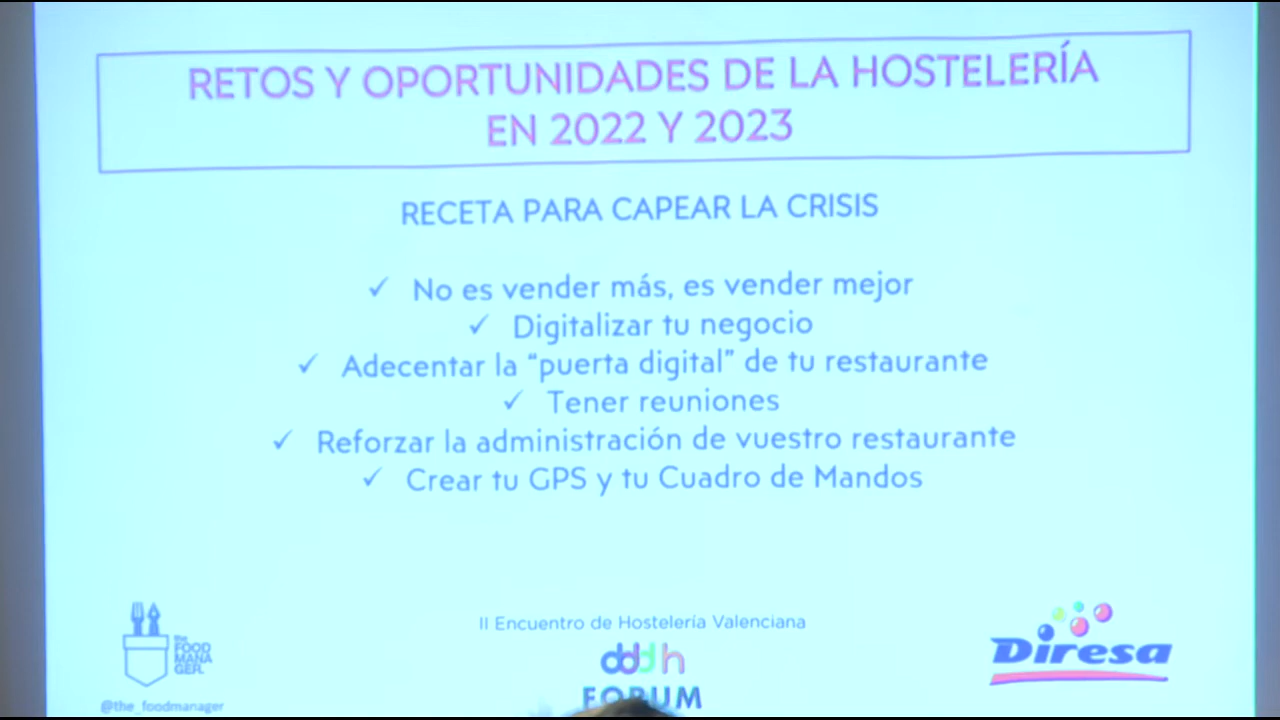 RETOS Y OPORTUNIDADES DE LA HOSTELERÍA
EN 2022 Y 2023
RECETA PARA CAPEAR LA CRISIS
✓ No es vender más, es vender mejor
✓ Digitalizar tu negocio
✓ Adecentar la “puerta digital” de tu restaurante
✓ Tener reuniones
✓ Reforzar la administración de vuestro restaurante
✓ Crear tu GPS y tu Cuadro de Mandos
the
FOOD
MANA
GER.
@the_foodmanager
II Encuentro de Hostelería Valenciana
dddh
FORUM
Diresa